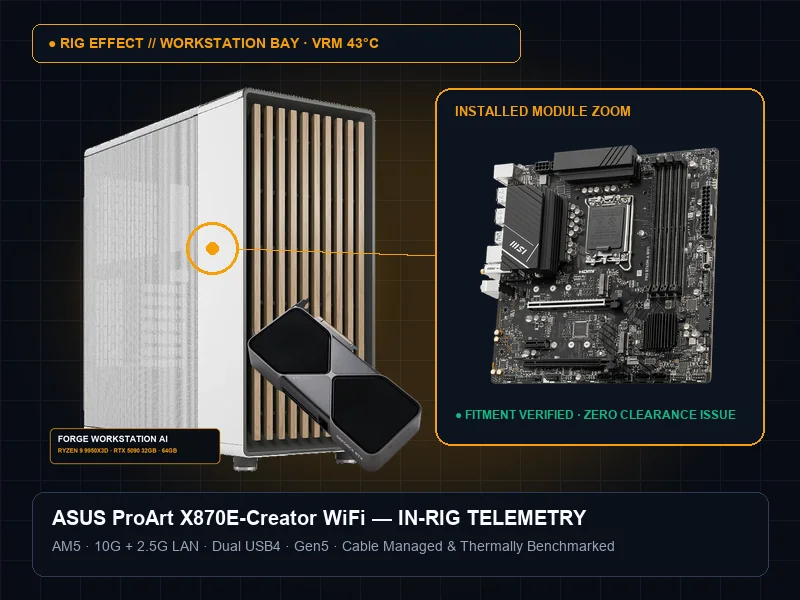 ● RIG EFFECT // WORKSTATION BAY · VRM 43°C
INSTALLED MODULE ZOOM
msi
● FITMENT VERIFIED · ZERO CLEARANCE ISSUE
FORGE WORKSTATION AI
RYZEN 9 9950X3D · RTX 5090 32GB · 64GB
ASUS ProArt X870E-Creator WiFi — IN-RIG TELEMETRY
AM5 · 10G + 2.5G LAN · Dual USB4 · Gen5 · Cable Managed & Thermally Benchmarked